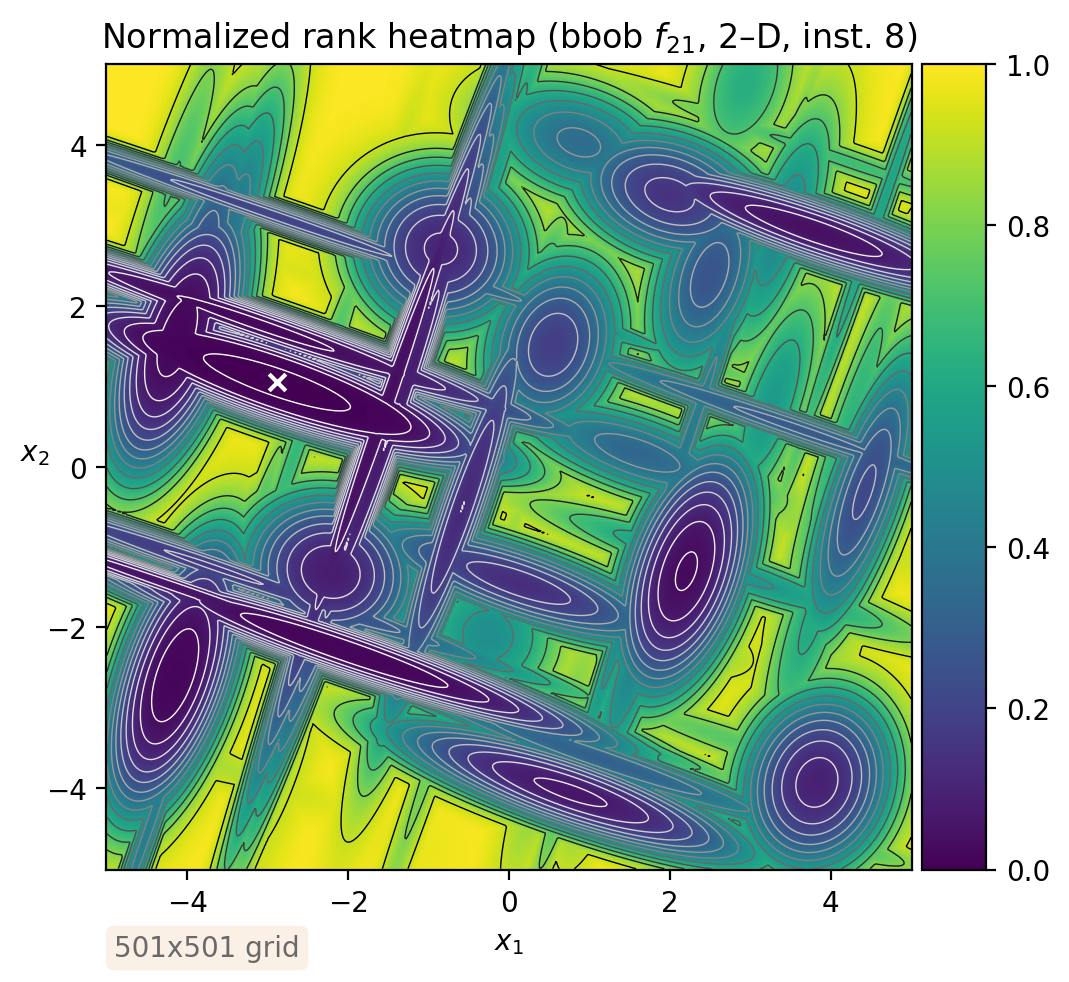 Normalized rank heatmap (bbob f₂₁, 2–D, inst. 8)
1.0
4
0.8
2
0.6
x₂
0
0.4
−2
0.2
−4
0.0
−4 −2 0 2 4
x₁
501x501 grid